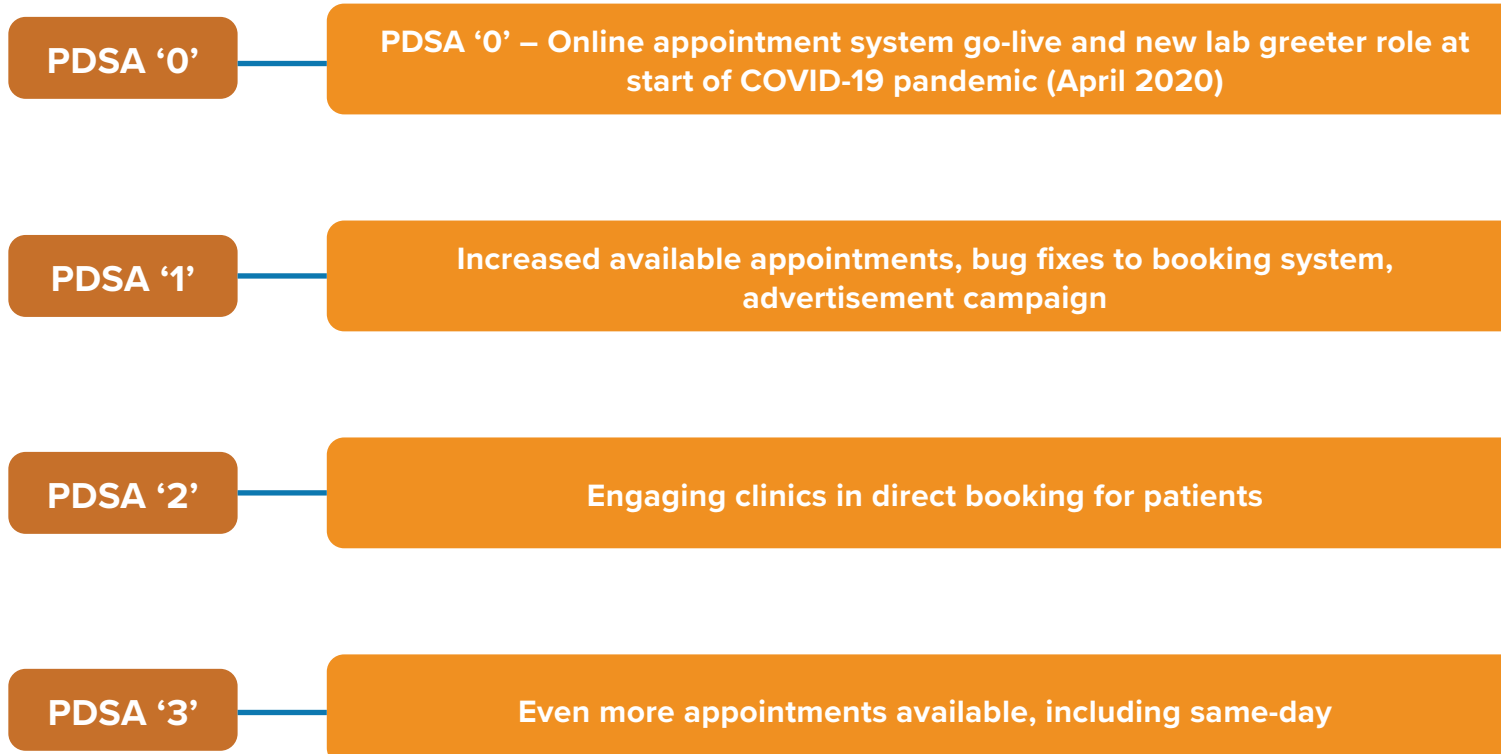 PDSA ‘0’
PDSA ‘0’ – Online appointment system go-live and new lab greeter role at
start of COVID-19 pandemic (April 2020)
PDSA ‘1’
Increased available appointments, bug fixes to booking system,
advertisement campaign
PDSA ‘2’
Engaging clinics in direct booking for patients
PDSA ‘3’
Even more appointments available, including same-day